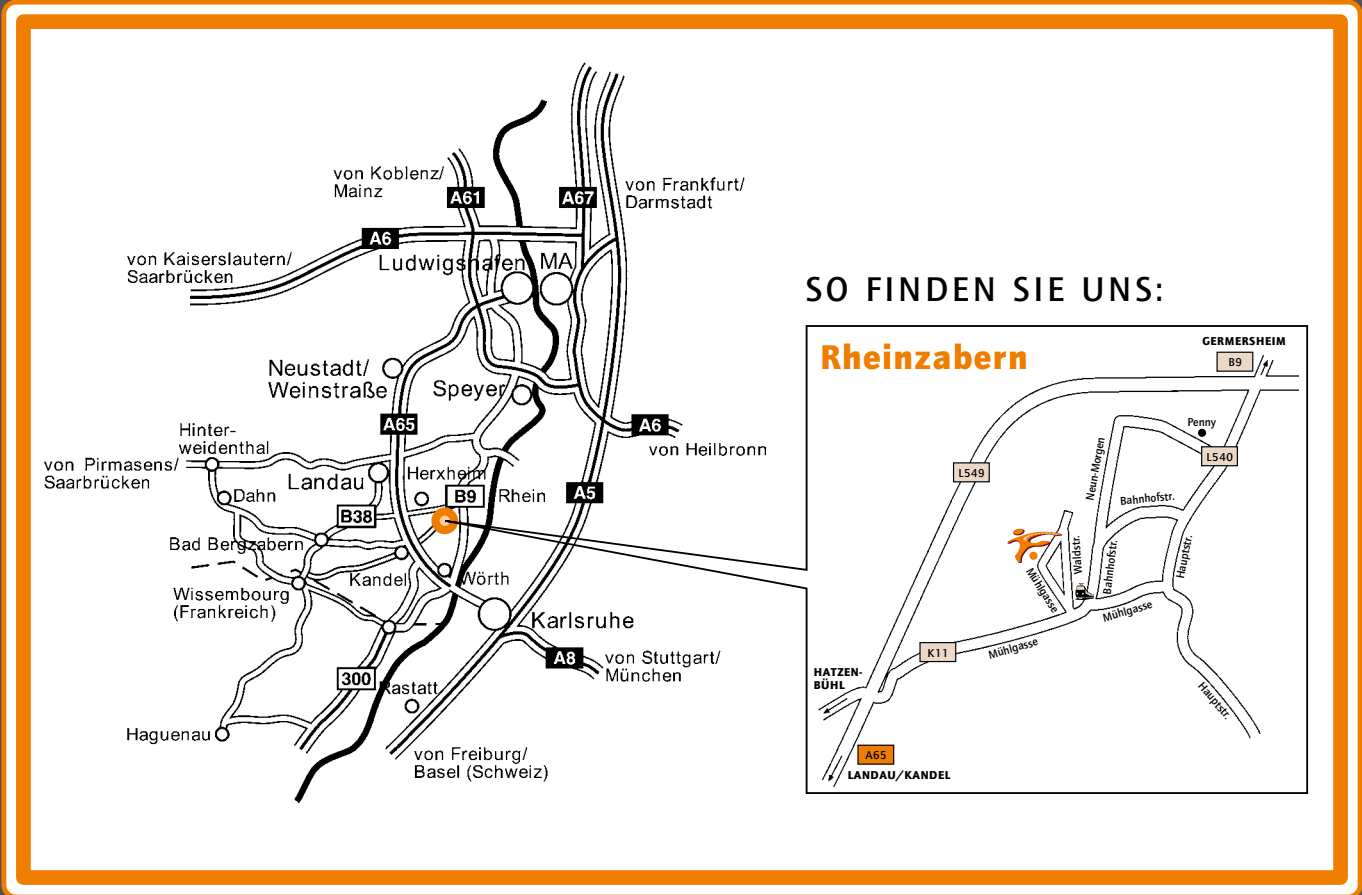 von Koblenz/
Mainz
A61
A67
von Frankfurt/
Darmstadt
A6
von Kaiserslautern/
Saarbrücken
Ludwigshafen
MA
Neustadt/
Weinstraße
Speyer
A65
A6
von Heilbronn
Hinter-
weidenthal
von Pirmasens/
Saarbrücken
Landau
Herxheim
Dahn
B9
Rhein
A5
B38
Bad Bergzabern
Kandel
Wörth
Wissembourg
(Frankreich)
Karlsruhe
A8
von Stuttgart/
München
300
Rastatt
Haguenau
von Freiburg/
Basel (Schweiz)
SO FINDEN SIE UNS:
Rheinzabern
GERMERSHEIM
B9
Penny
L540
L549
Neun-Morgen
Bahnhofstr.
Waldstr.
Bahnhofstr.
Hauptstr.
Mühlgasse
Mühlgasse
K11
Mühlgasse
HATZEN-
BÜHL
Hauptstr.
A65
LANDAU/KANDEL